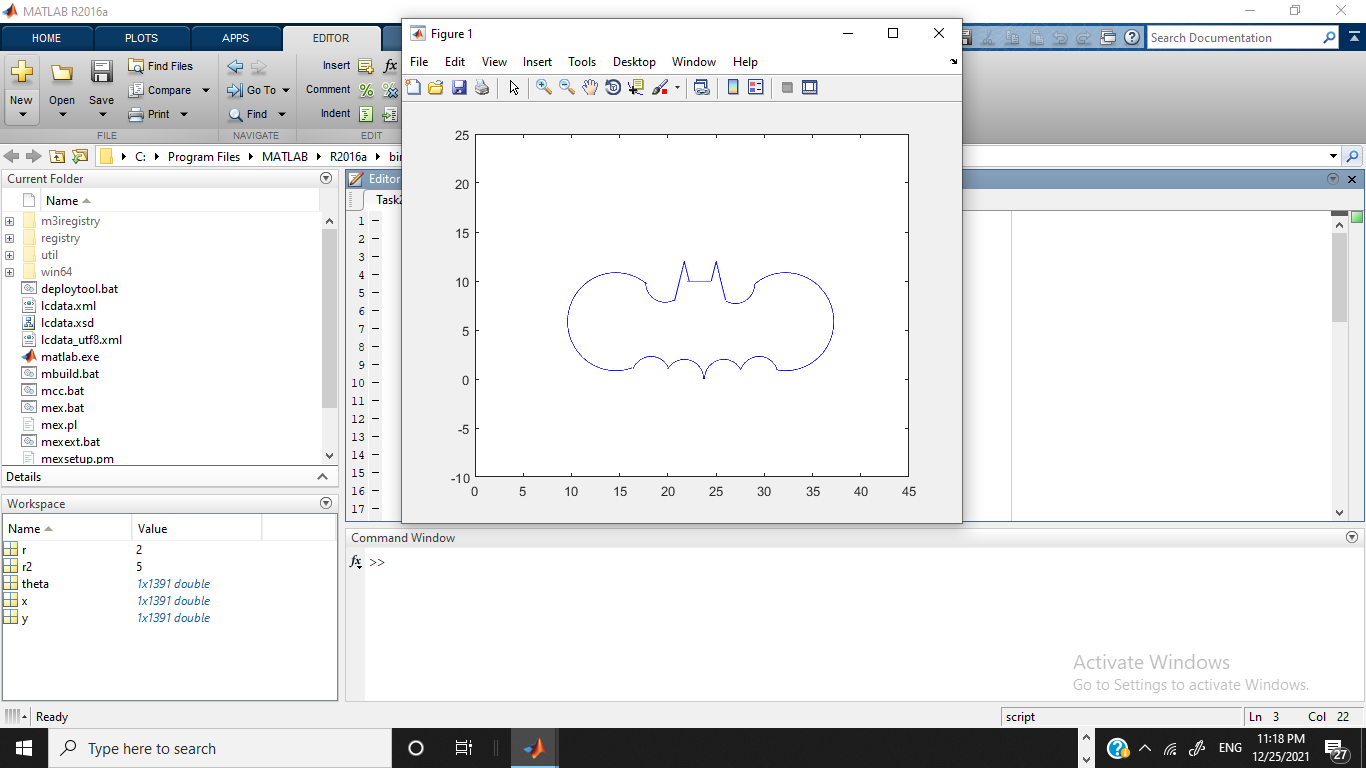 MATLAB R2016a
HOME PLOTS APPS EDITOR
Search Documentation
New Open Save
Find Files
Compare
Print
Go To
Find
Insert fx
Comment
Indent
FILE NAVIGATE EDIT
C: Program Files MATLAB R2016a bin
Current Folder
Name
m3iregistry
registry
util
win64
deploytool.bat
lcdata.xml
lcdata.xsd
lcdata_utf8.xml
matlab.exe
mbuild.bat
mcc.bat
mex.bat
mex.pl
mexext.bat
mexsetup.pm
Details
Workspace
Name Value
r 2
r2 5
theta 1x1391 double
x 1x1391 double
y 1x1391 double
Editor
1
2
3
4
5
6
7
8
9
10
11
12
13
14
15
16
17
Figure 1
File Edit View Insert Tools Desktop Window Help
25
20
15
10
5
0
-5
-10
0 5 10 15 20 25 30 35 40 45
Command Window
fx >>
Activate Windows
Go to Settings to activate Windows.
Ready
script Ln 3 Col 22
Type here to search
ENG
11:18 PM
12/25/2021
27